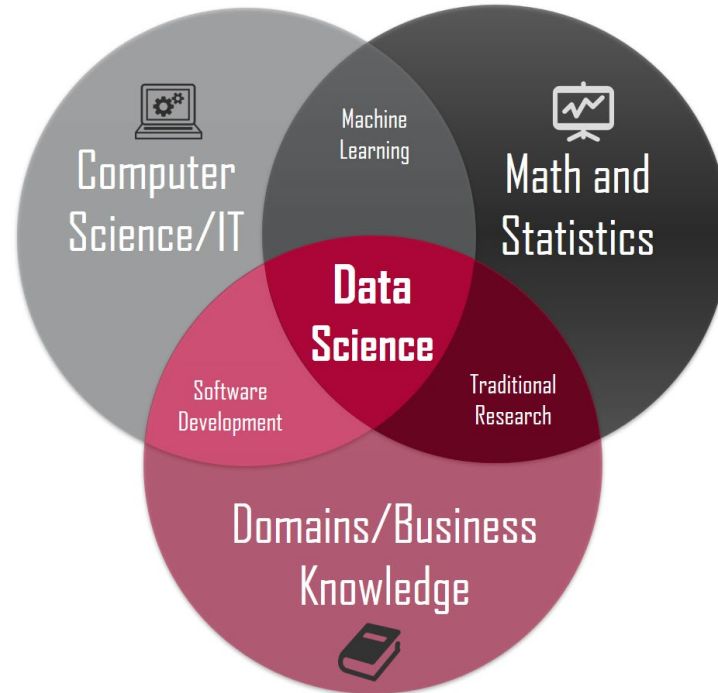 Computer
Science/IT
Machine
Learning
Math and
Statistics
Data
Science
Software
Development
Traditional
Research
Domains/Business
Knowledge